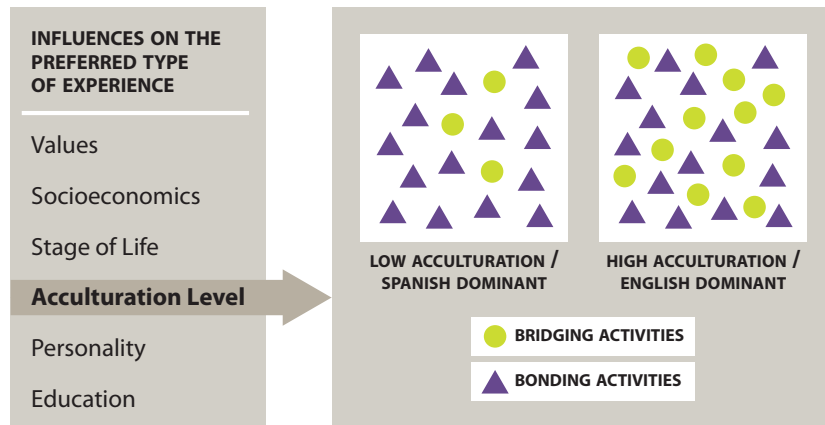 INFLUENCES ON THE
PREFERRED TYPE
OF EXPERIENCE
Values
Socioeconomics
Stage of Life
Acculturation Level
Personality
Education
LOW ACCULTURATION /
SPANISH DOMINANT
HIGH ACCULTURATION /
ENGLISH DOMINANT
BRIDGING ACTIVITIES
BONDING ACTIVITIES